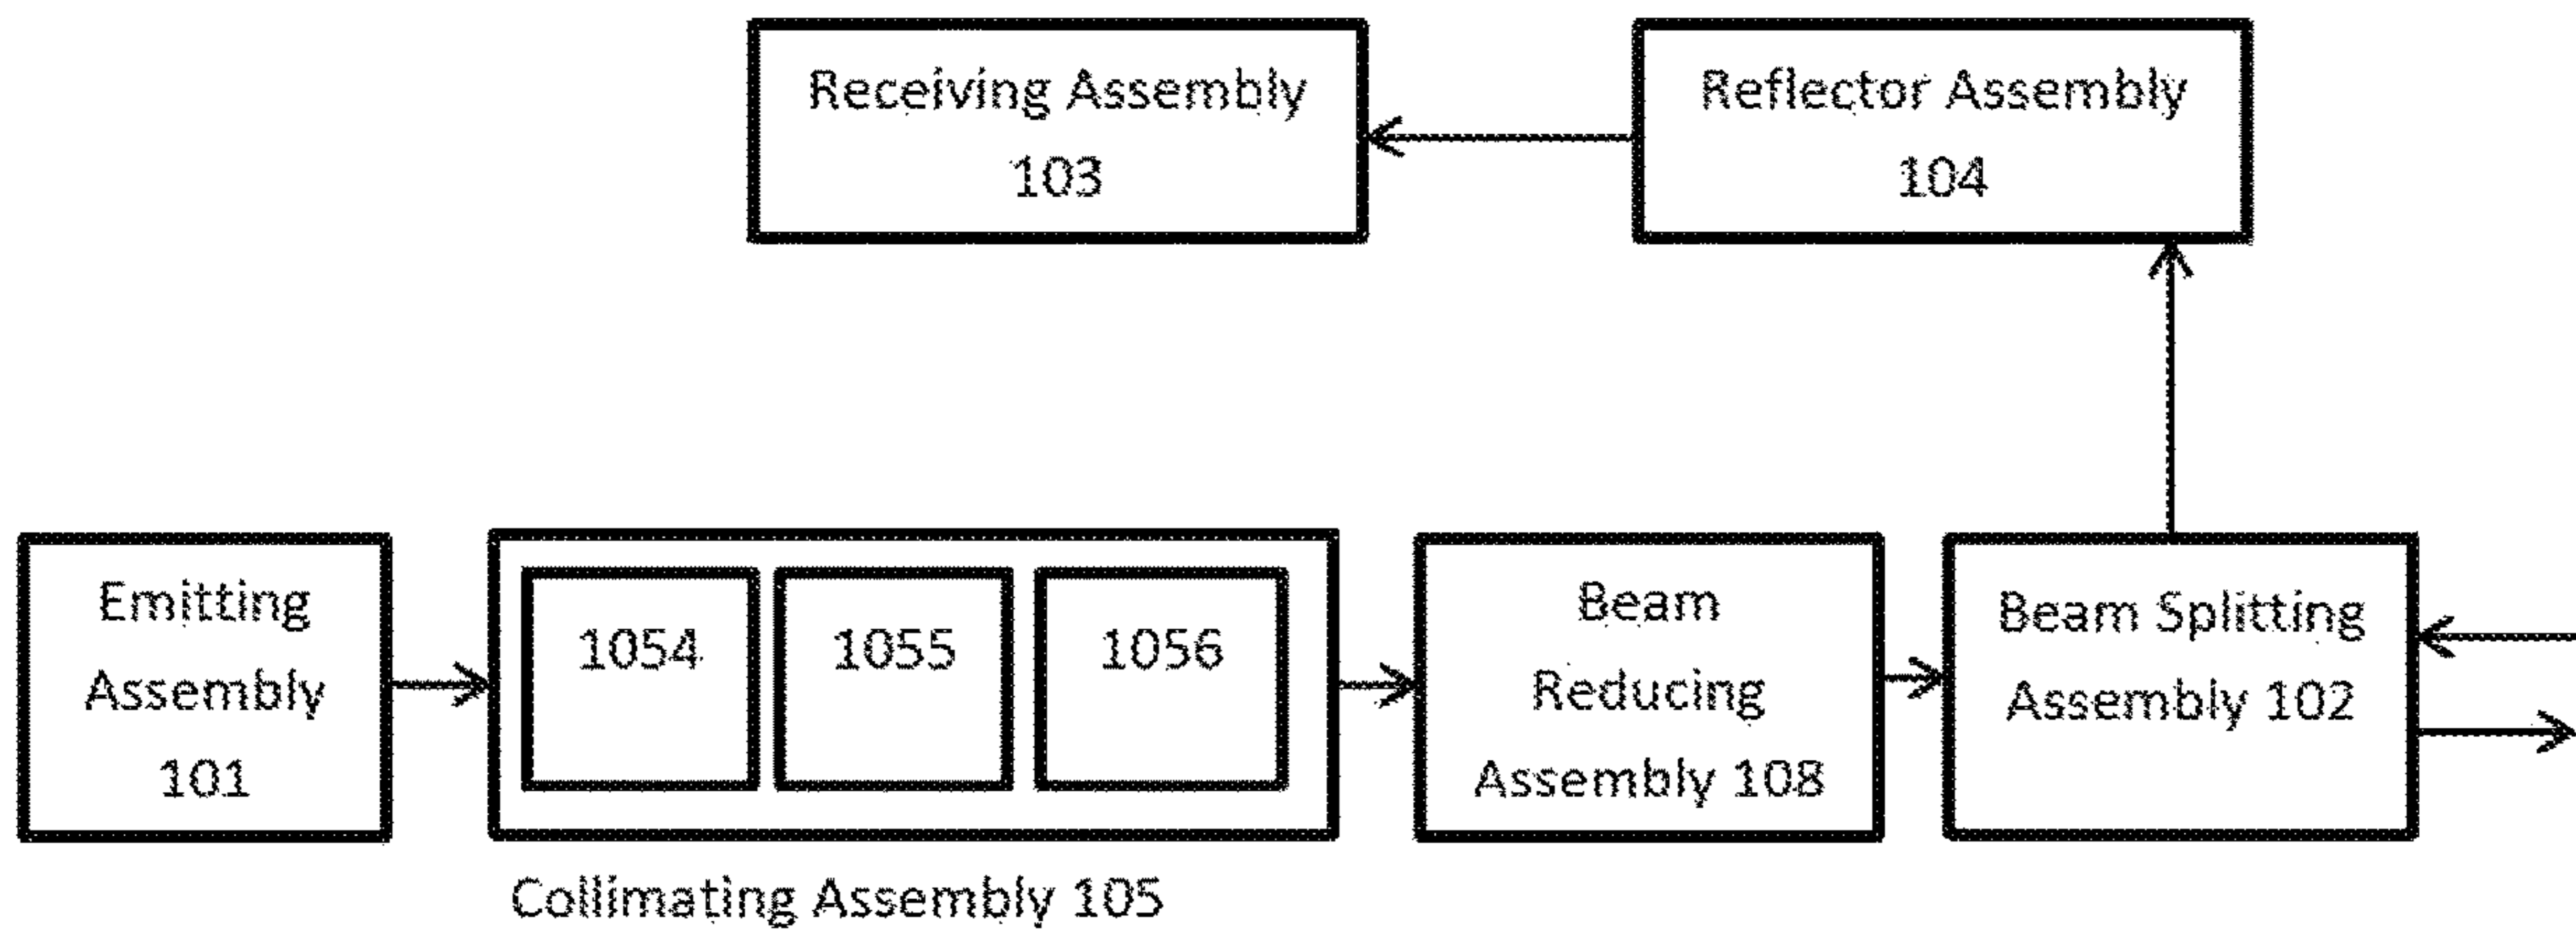 Receiving Assembly
103
Reflector Assembly
104
Emitting
Assembly
101
1054
1055
1056
Collimating Assembly 105
Beam
Reducing
Assembly 108
Beam Splitting
Assembly 102